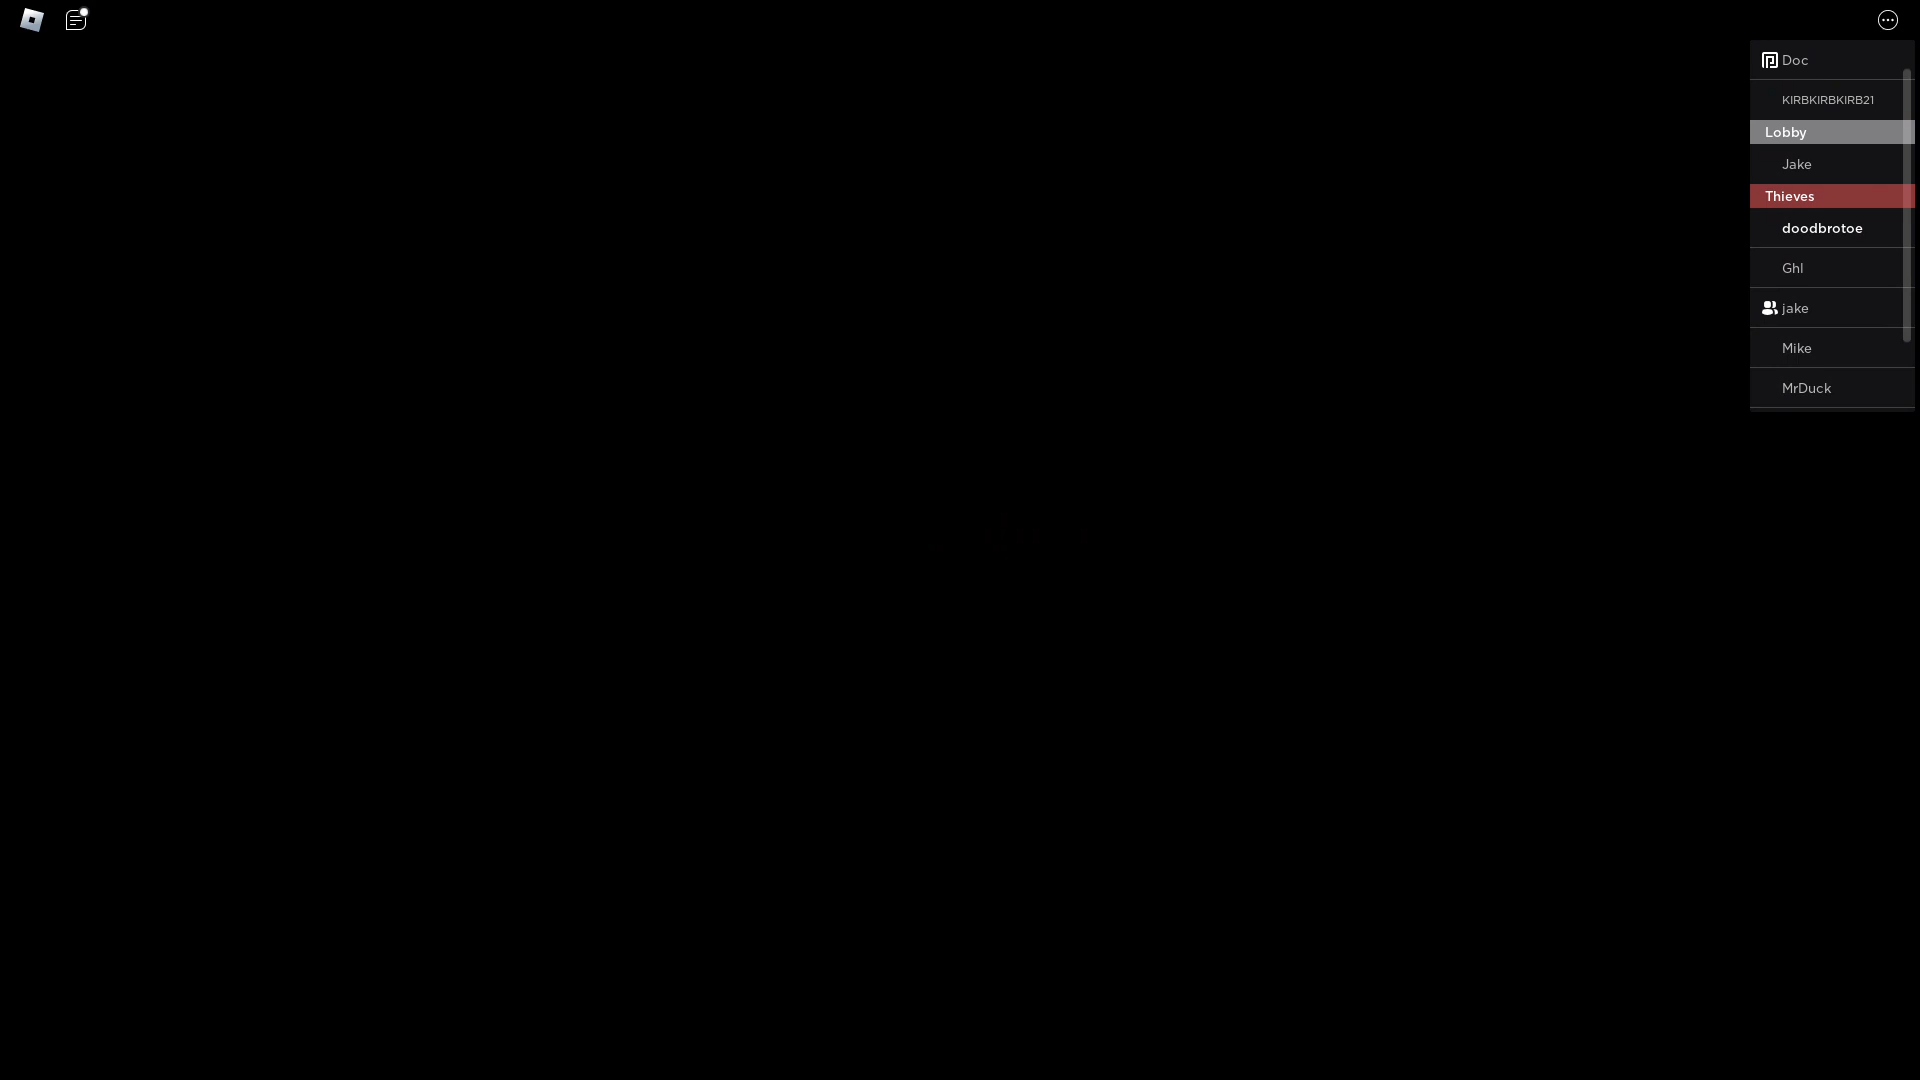 Doc
KIRBKIRBKIRB21
Lobby
Jake
Thieves
doodbrotoe
Ghl
jake
Mike
MrDuck